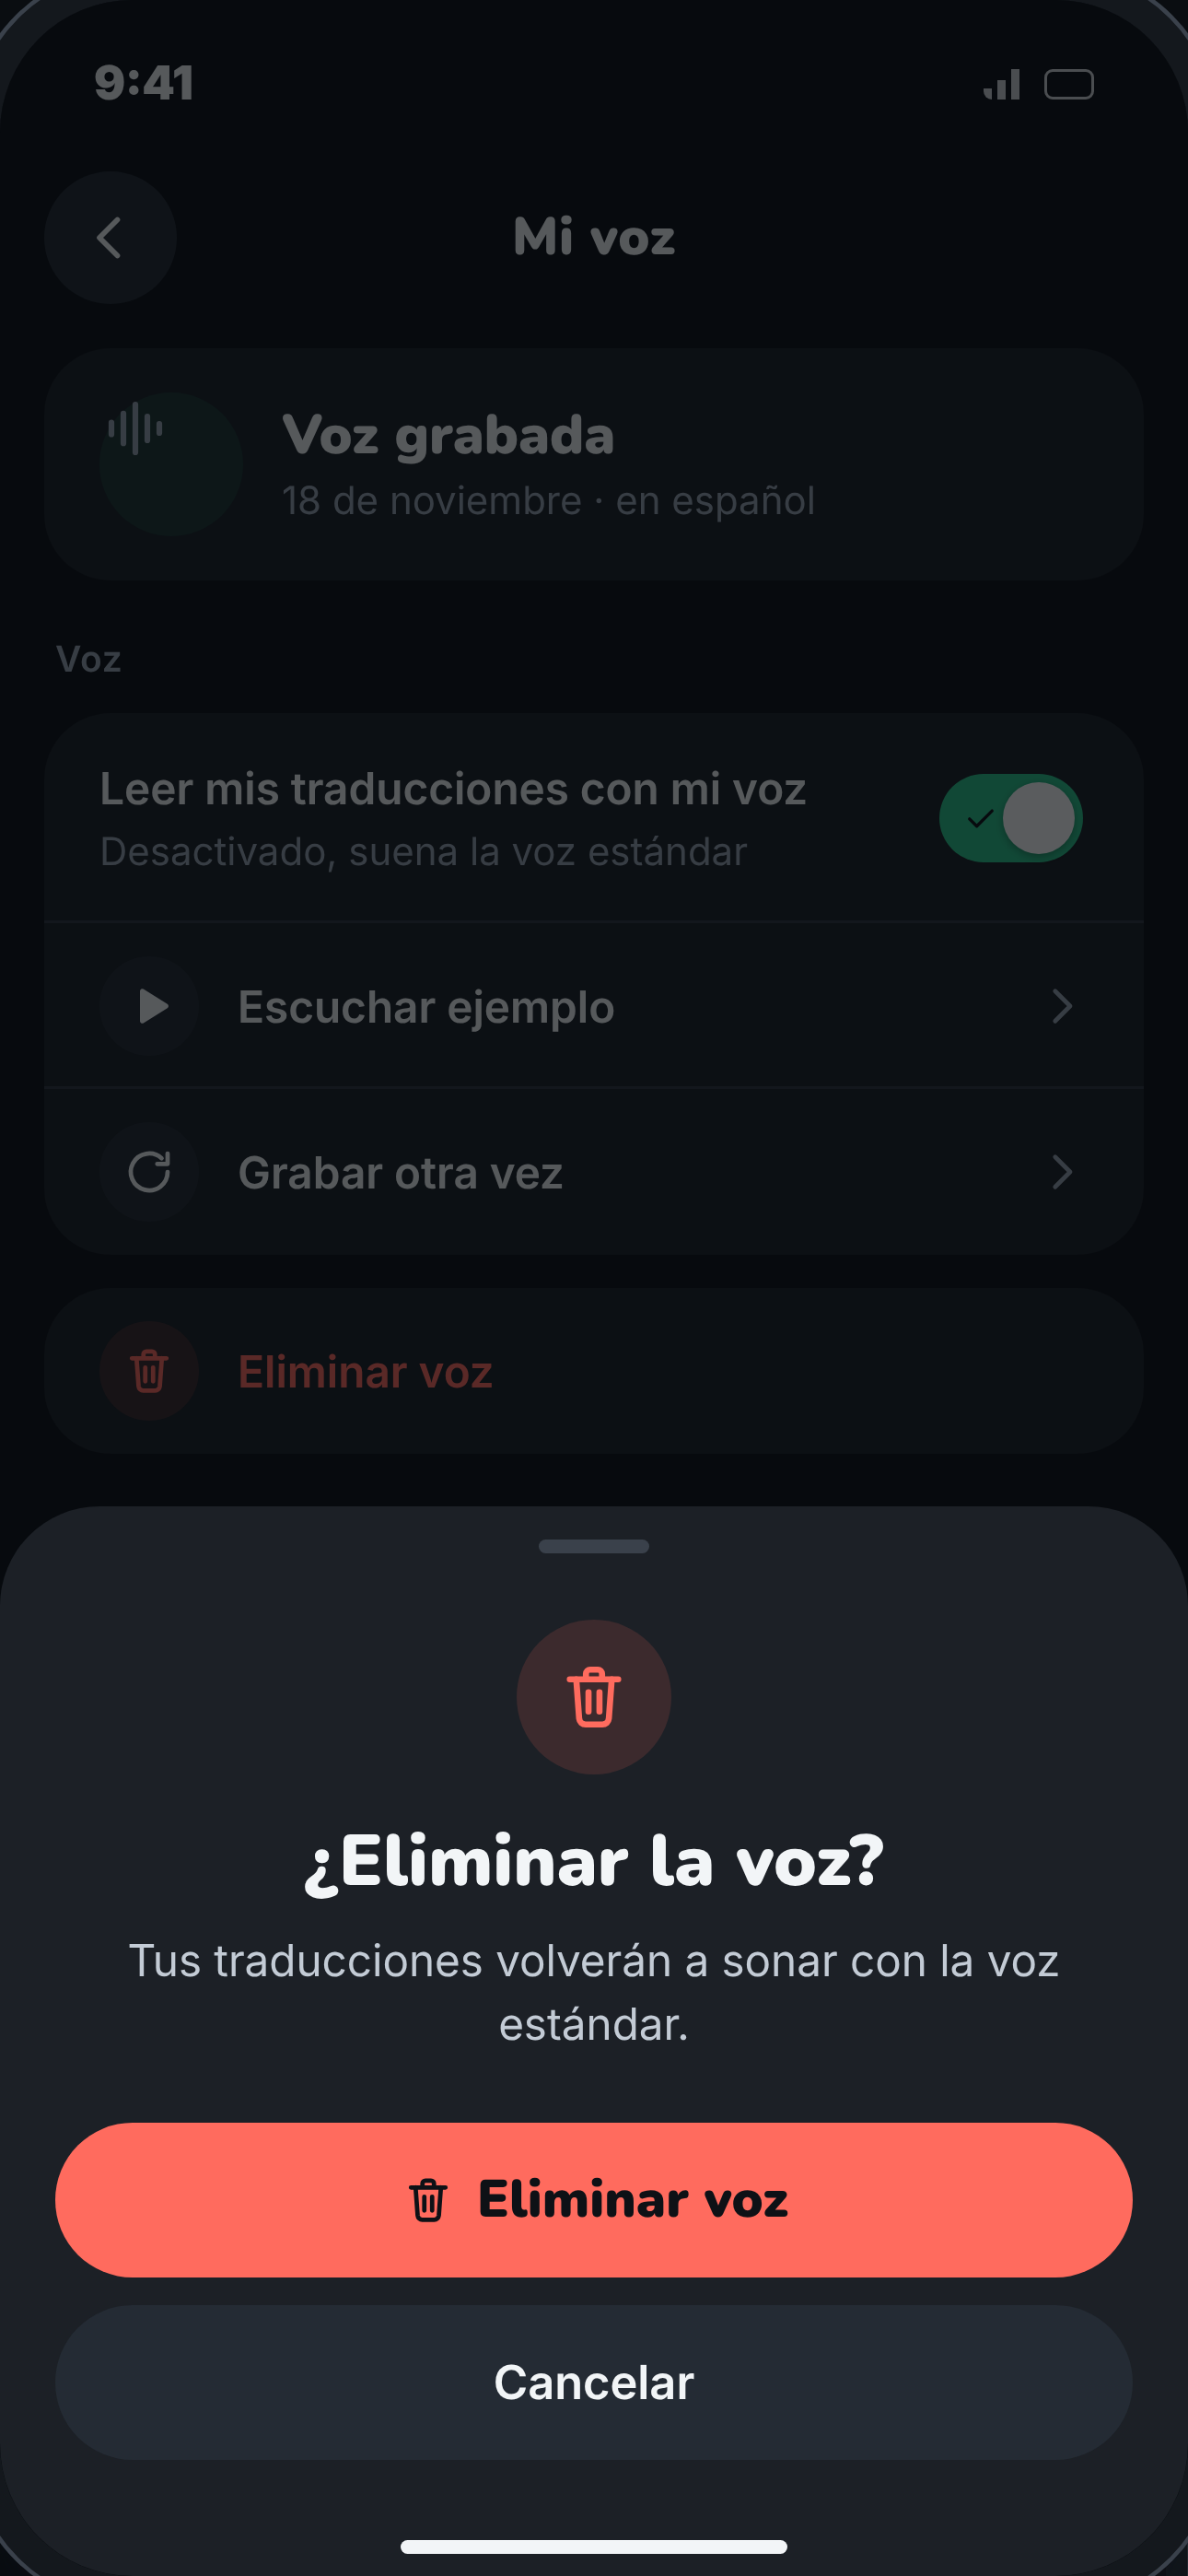 9:41
Mi voz
Voz grabada
18 de noviembre · en español
Voz
Leer mis traducciones con mi voz
Desactivado, suena la voz estándar
Escuchar ejemplo
Grabar otra vez
Eliminar voz
¿Eliminar la voz?
Tus traducciones volverán a sonar con la voz
estándar.
Eliminar voz
Cancelar